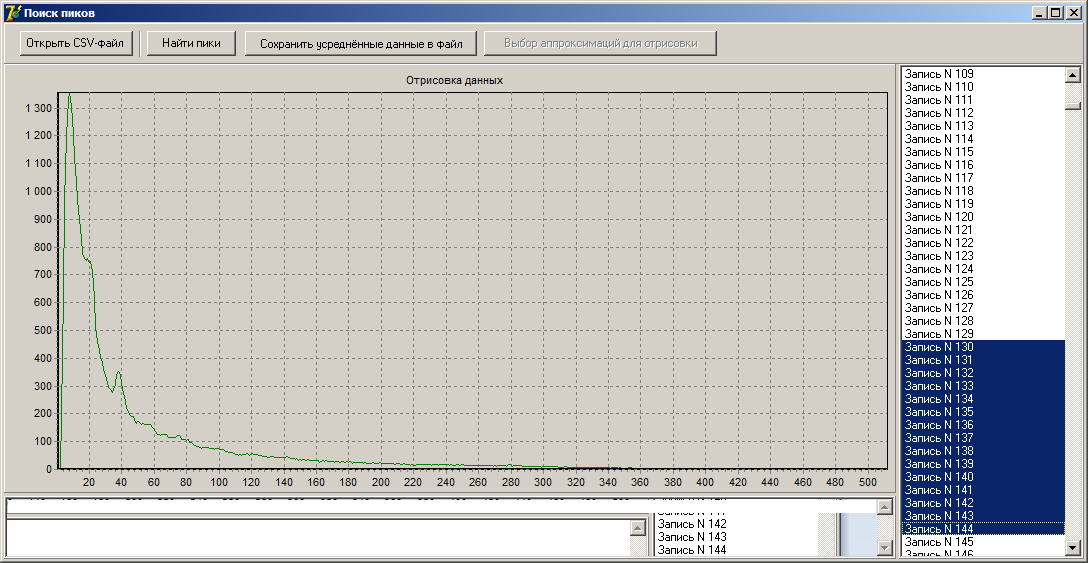 Поиск пиков
Открыть CSV-файл Найти пики Сохранить усреднённые данные в файл Выбор аппроксимаций для отрисовки
Отрисовка данных
1 300
1 200
1 100
1 000
900
800
700
600
500
400
300
200
100
0
20 40 60 80 100 120 140 160 180 200 220 240 260 280 300 320 340 360 380 400 420 440 460 480 500
Запись N 142
Запись N 143
Запись N 144
Запись N 109
Запись N 110
Запись N 111
Запись N 112
Запись N 113
Запись N 114
Запись N 115
Запись N 116
Запись N 117
Запись N 118
Запись N 119
Запись N 120
Запись N 121
Запись N 122
Запись N 123
Запись N 124
Запись N 125
Запись N 126
Запись N 127
Запись N 128
Запись N 129
Запись N 130
Запись N 131
Запись N 132
Запись N 133
Запись N 134
Запись N 135
Запись N 136
Запись N 137
Запись N 138
Запись N 139
Запись N 140
Запись N 141
Запись N 142
Запись N 143
Запись N 144
Запись N 145
Запись N 146